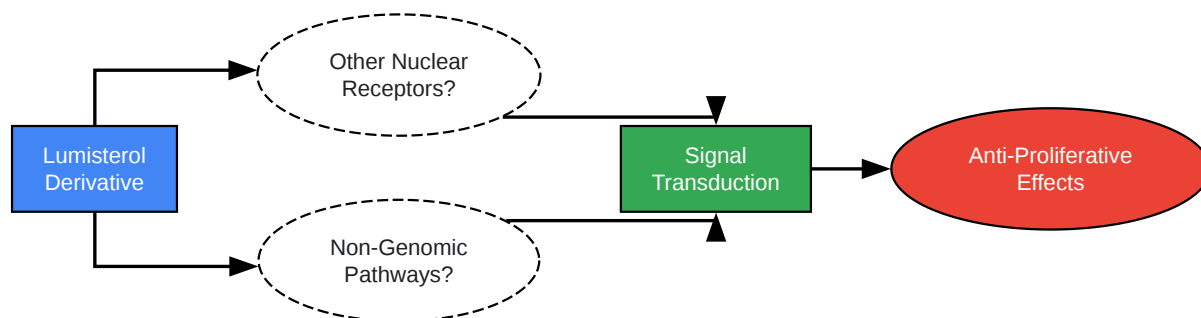 Other Nuclear
Receptors?
Lumisterol
Derivative
Signal
Transduction
Anti-Proliferative
Effects
Non-Genomic
Pathways?